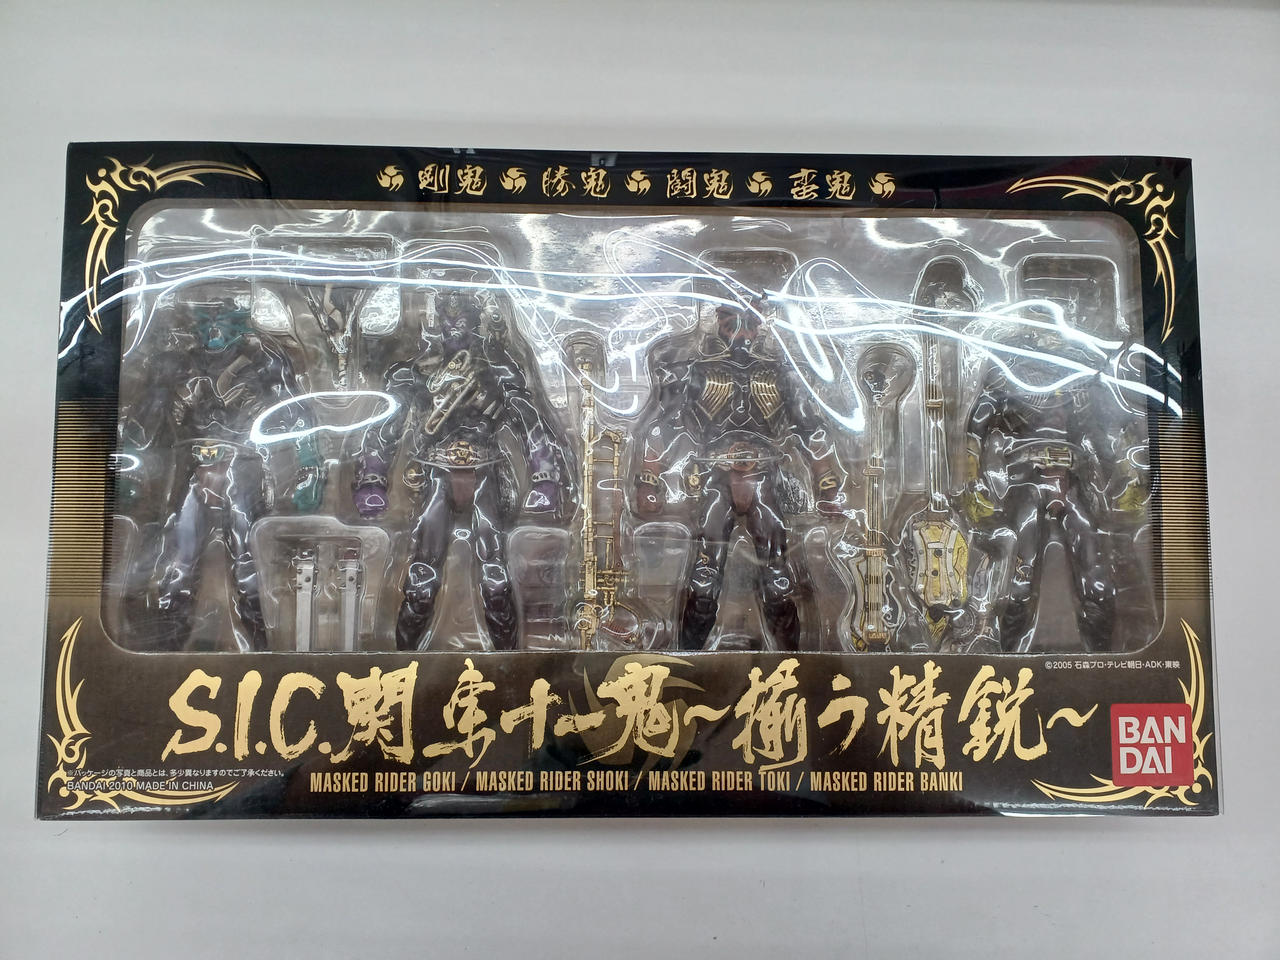 剛鬼 勝鬼 闘鬼 蛮鬼
©2005 石森プロ・テレビ朝日・ADK・東映
S.I.C.関東十一鬼～揃う精鋭～
BAN
DAI
※パッケージの写真と商品とは、多少異なりますのでご了承ください。
BANDAI 2010 MADE IN CHINA
MASKED RIDER GOKI / MASKED RIDER SHOKI / MASKED RIDER TOKI / MASKED RIDER BANKI